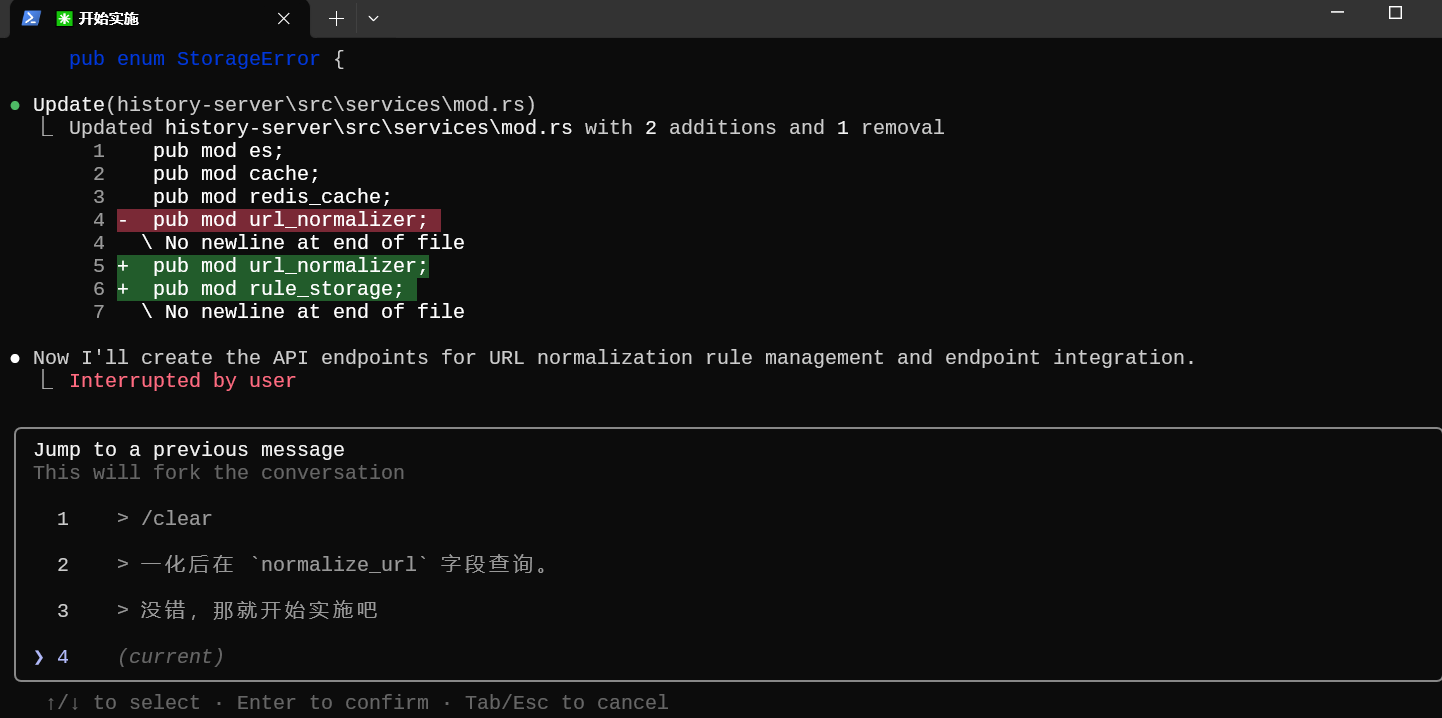 开始实施
pub enum StorageError {
● Update(history-server\src\services\mod.rs)
⎿ Updated history-server\src\services\mod.rs with 2 additions and 1 removal
1 pub mod es;
2 pub mod cache;
3 pub mod redis_cache;
4 - pub mod url_normalizer;
4 \ No newline at end of file
5 + pub mod url_normalizer;
6 + pub mod rule_storage;
7 \ No newline at end of file
● Now I'll create the API endpoints for URL normalization rule management and endpoint integration.
⎿ Interrupted by user
Jump to a previous message
This will fork the conversation
1 > /clear
2 > 一化后在 `normalize_url` 字段查询。
3 > 没错，那就开始实施吧
❯ 4 (current)
↑/↓ to select · Enter to confirm · Tab/Esc to cancel